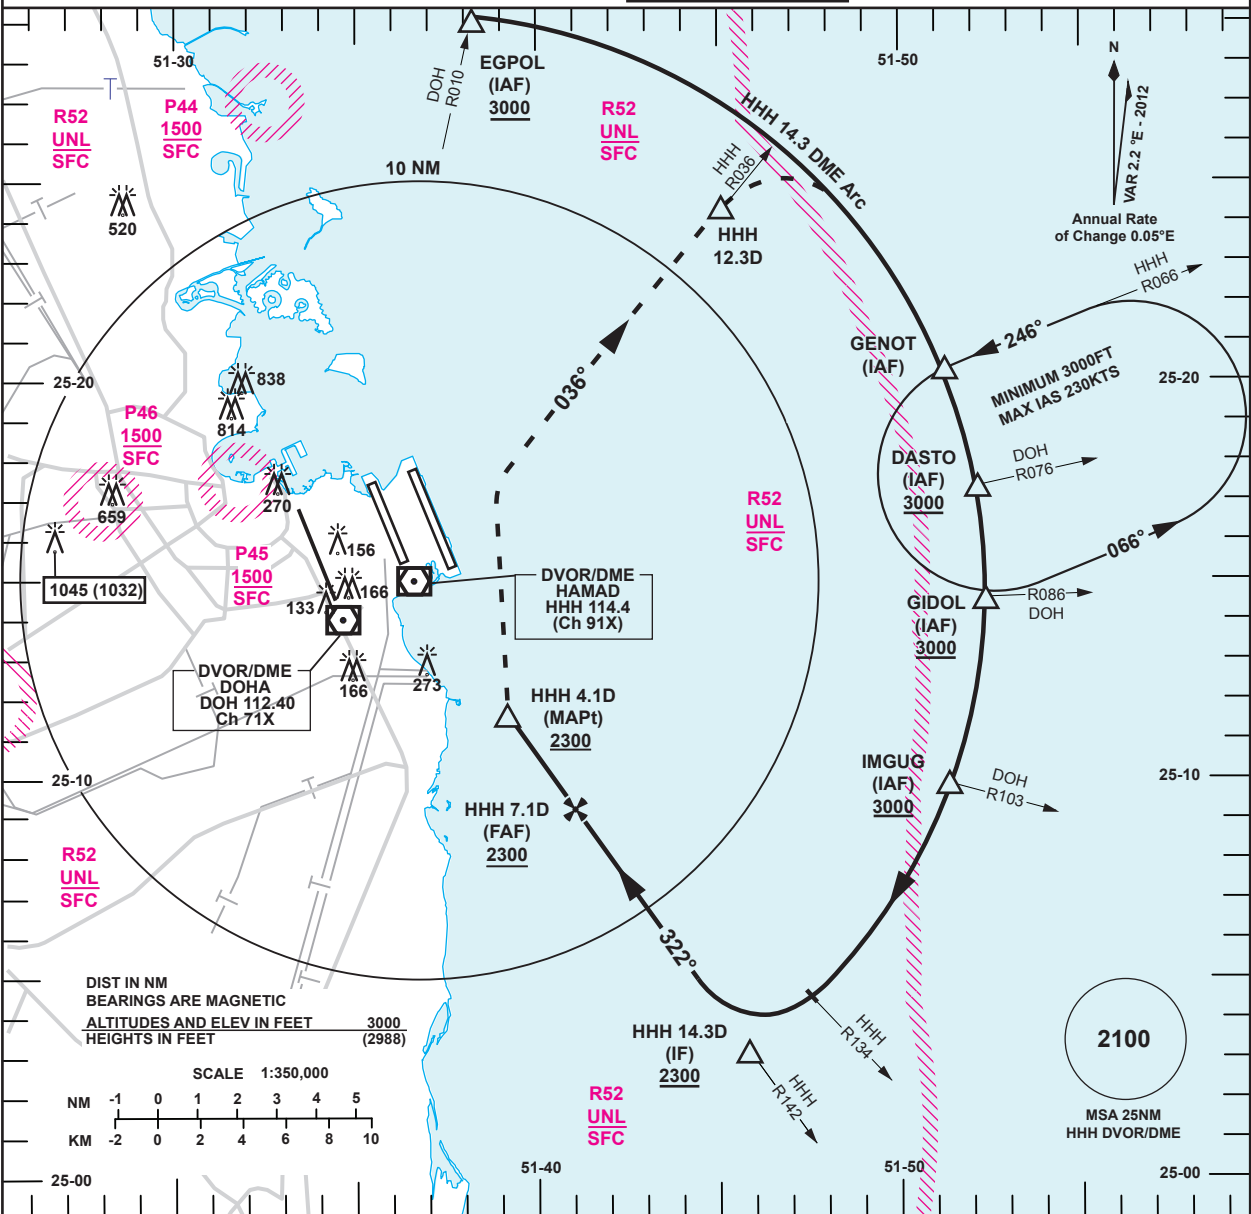 51-30
51-50
N
VAR 2.2 °E - 2012
Annual Rate
of Change 0.05°E
EGPOL
(IAF)
3000
DOH
R010
R52
UNL
SFC
P44
1500
SFC
R52
UNL
SFC
HHH 14.3 DME Arc
10 NM
HHH
R036
520
HHH
12.3D
HHH
R066
246°
MINIMUM 3000FT
MAX IAS 230KTS
GENOT
(IAF)
036°
25-20
838
814
25-20
P46
1500
SFC
DASTO
(IAF)
3000
DOH
R076
659
270
R52
UNL
SFC
066°
1045 (1032)
P45
1500
SFC
156
166
133
DVOR/DME
HAMAD
HHH 114.4
(Ch 91X)
R086
DOH
GIDOL
(IAF)
3000
DVOR/DME
DOHA
DOH 112.40
Ch 71X
166
273
HHH 4.1D
(MAPt)
2300
25-10
IMGUG
(IAF)
3000
DOH
R103
25-10
HHH 7.1D
(FAF)
2300
R52
UNL
SFC
322°
DIST IN NM
BEARINGS ARE MAGNETIC
ALTITUDES AND ELEV IN FEET 3000
HEIGHTS IN FEET (2988)
HHH 14.3D
(IF)
2300
HHH
R134
HHH
R142
2100
MSA 25NM
HHH DVOR/DME
SCALE 1:350,000
NM -1 0 1 2 3 4 5
KM -2 0 2 4 6 8 10
R52
UNL
SFC
25-00
51-40
51-50
25-00